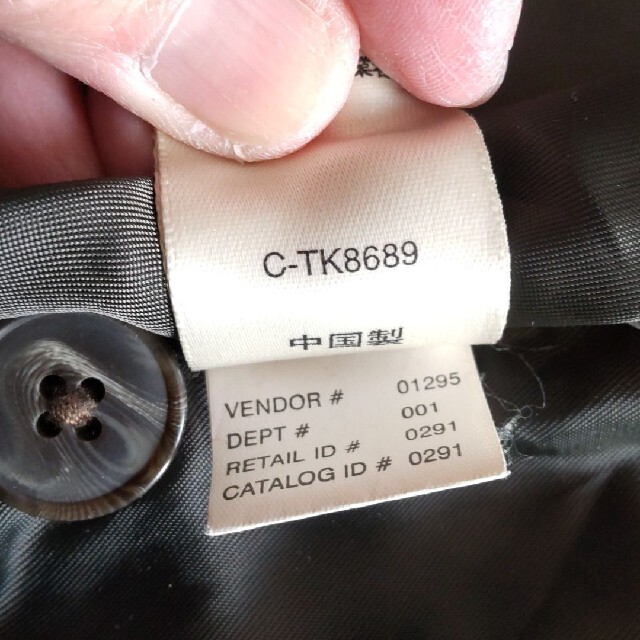 C-TK8689
中国製
VENDOR # 01295
DEPT # 001
RETAIL ID # 0291
CATALOG ID # 0291